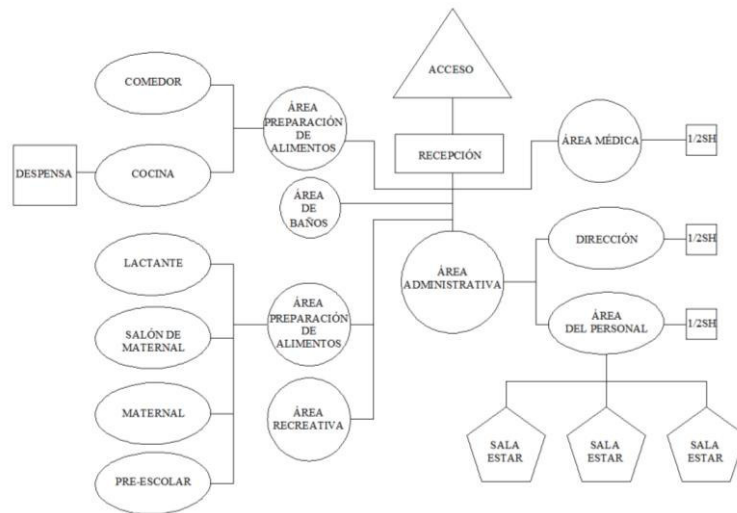 ACCESO
RECEPCIÓN
COMEDOR
COCINA
DESPENSA
ÁREA
PREPARACIÓN
DE
ALIMENTOS
ÁREA MÉDICA
1/2SH
ÁREA
DE
BAÑOS
LACTANTE
SALÓN DE
MATERNAL
MATERNAL
PRE-ESCOLAR
ÁREA
PREPARACIÓN
DE
ALIMENTOS
ÁREA
RECREATIVA
ÁREA
ADMINISTRATIVA
DIRECCIÓN
1/2SH
ÁREA
DEL PERSONAL
1/2SH
SALA
ESTAR
SALA
ESTAR
SALA
ESTAR